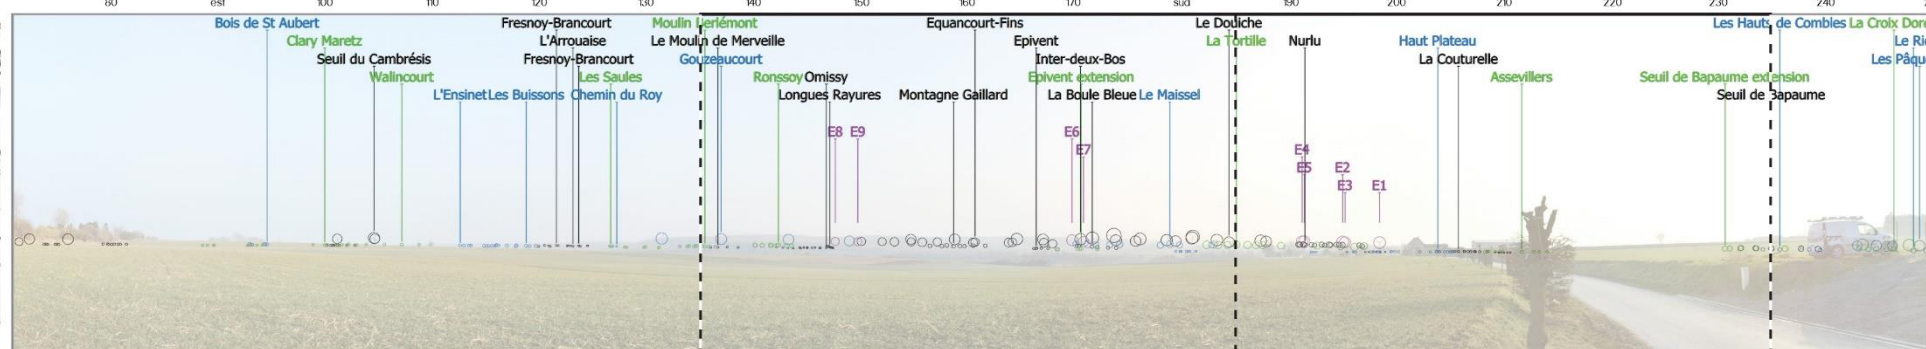 80 est 100 110 120 130 140 150 160 170 sud 190 200 210 220 230 240
Bois de St Aubert Fresnoy-Brancourt Moulin Lerlémont Equancourt-Fins Le Douiche Les Hauts de Combles La Croix
Clary Maretz L'Arrouaise Le Moulin de Merveille Epivent La Tortille Nurlu Haut Plateau
Seuil du Cambrésis Fresnoy-Brancourt Gouzeaucourt Inter-deux-Bos La Couturelle
Walincourt Les Saules Ronssoy Omissy Epivent extension Assevillers Seuil de Bapaume extension
L'Ensinet Les Buissons Chemin du Roy Longues Rayures Montagne Gaillard La Boule Bleue Le Maissel Seuil de Bapaume
E8 E9 E6
E7 E4
E5 E2
E3 E1